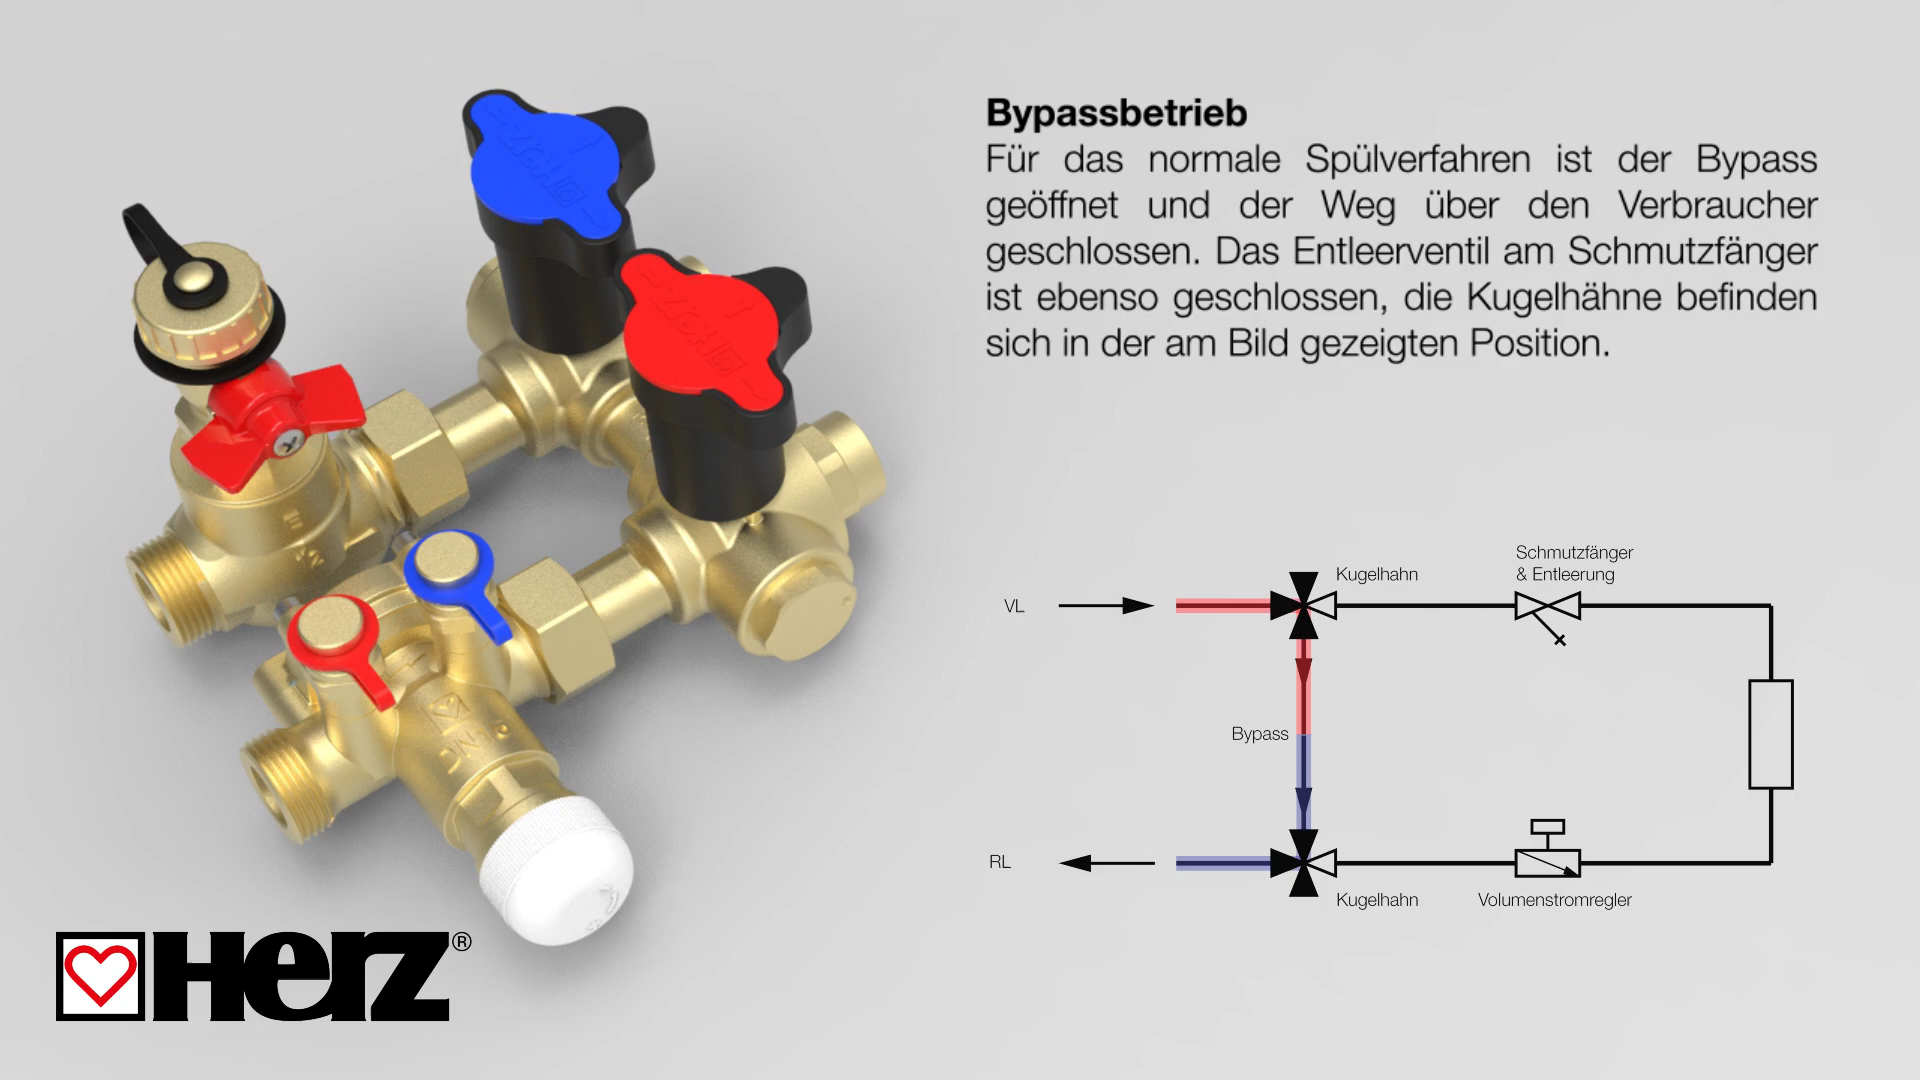 Bypassbetrieb
Für das normale Spülverfahren ist der Bypass
geöffnet und der Weg über den Verbraucher
geschlossen. Das Entleerventil am Schmutzfänger
ist ebenso geschlossen, die Kugelhähne befinden
sich in der am Bild gezeigten Position.
Herz
Herz
Schmutzfänger
& Entleerung
Kugelhahn
VL
Bypass
RL
Kugelhahn
Volumenstromregler
Herz®